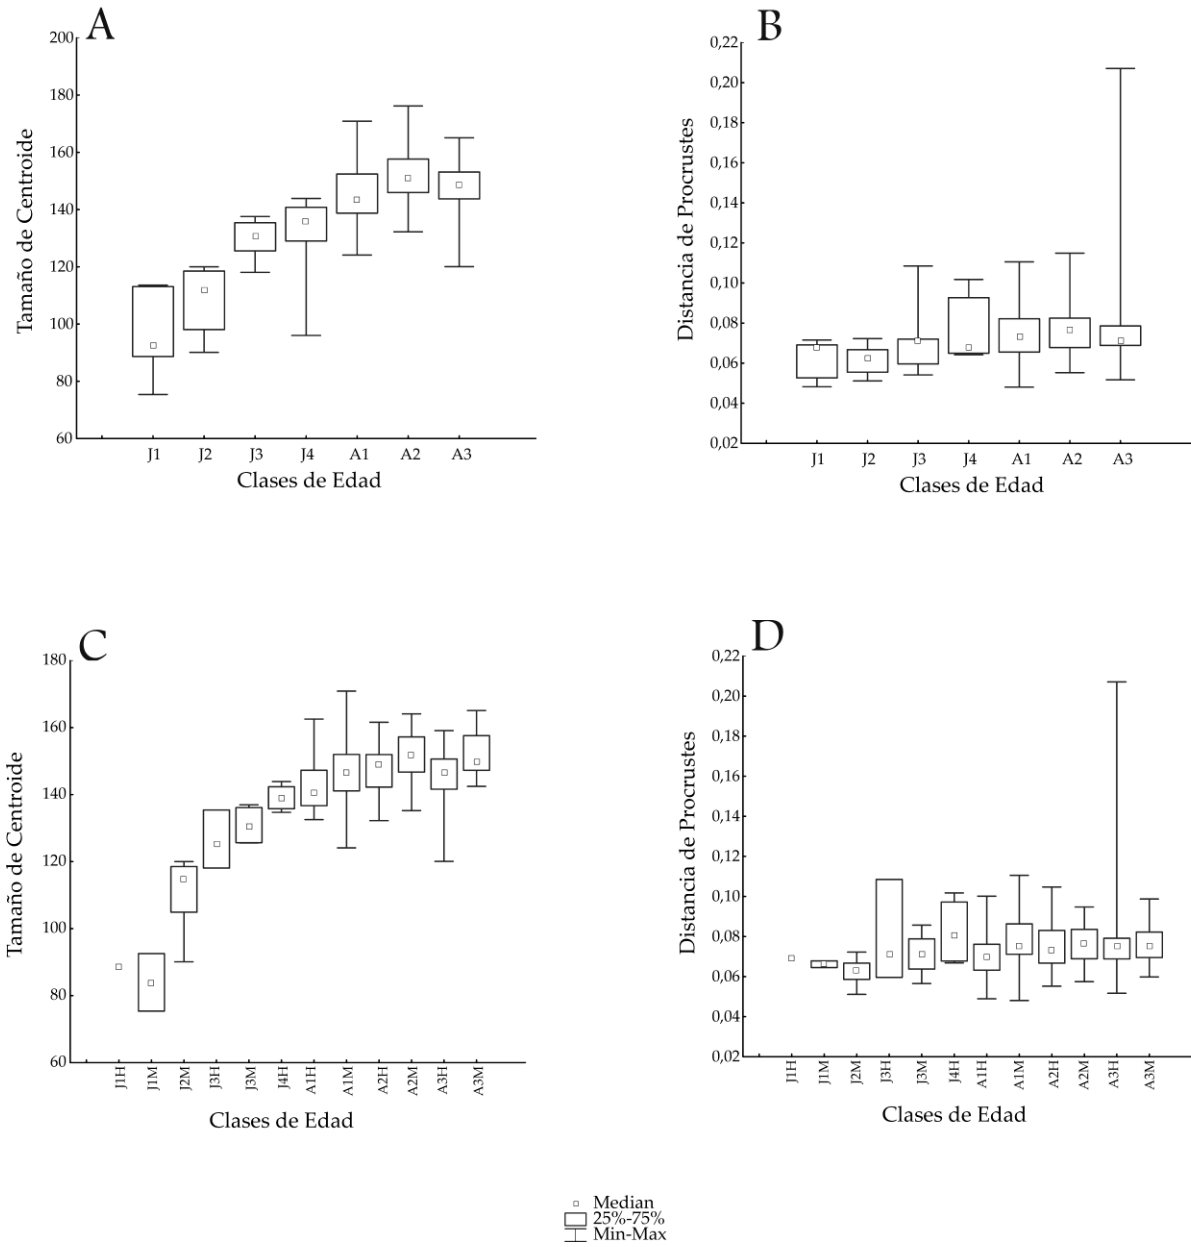 A
200
180
160
140
120
100
80
60
Tamaño de Centroide
J1 J2 J3 J4 A1 A2 A3
Clases de Edad
B
0,22
0,20
0,18
0,16
0,14
0,12
0,10
0,08
0,06
0,04
0,02
Distancia de Procrustes
J1 J2 J3 J4 A1 A2 A3
Clases de Edad
C
180
160
140
120
100
80
60
Tamaño de Centroide
J1H J1M J2M J3H J3M J4H A1H A1M A2H A2M A3H A3M
Clases de Edad
D
0,22
0,20
0,18
0,16
0,14
0,12
0,10
0,08
0,06
0,04
0,02
Distancia de Procrustes
J1H J1M J2M J3H J3M J4H A1H A1M A2H A2M A3H A3M
Clases de Edad
Median
25%-75%
Min-Max